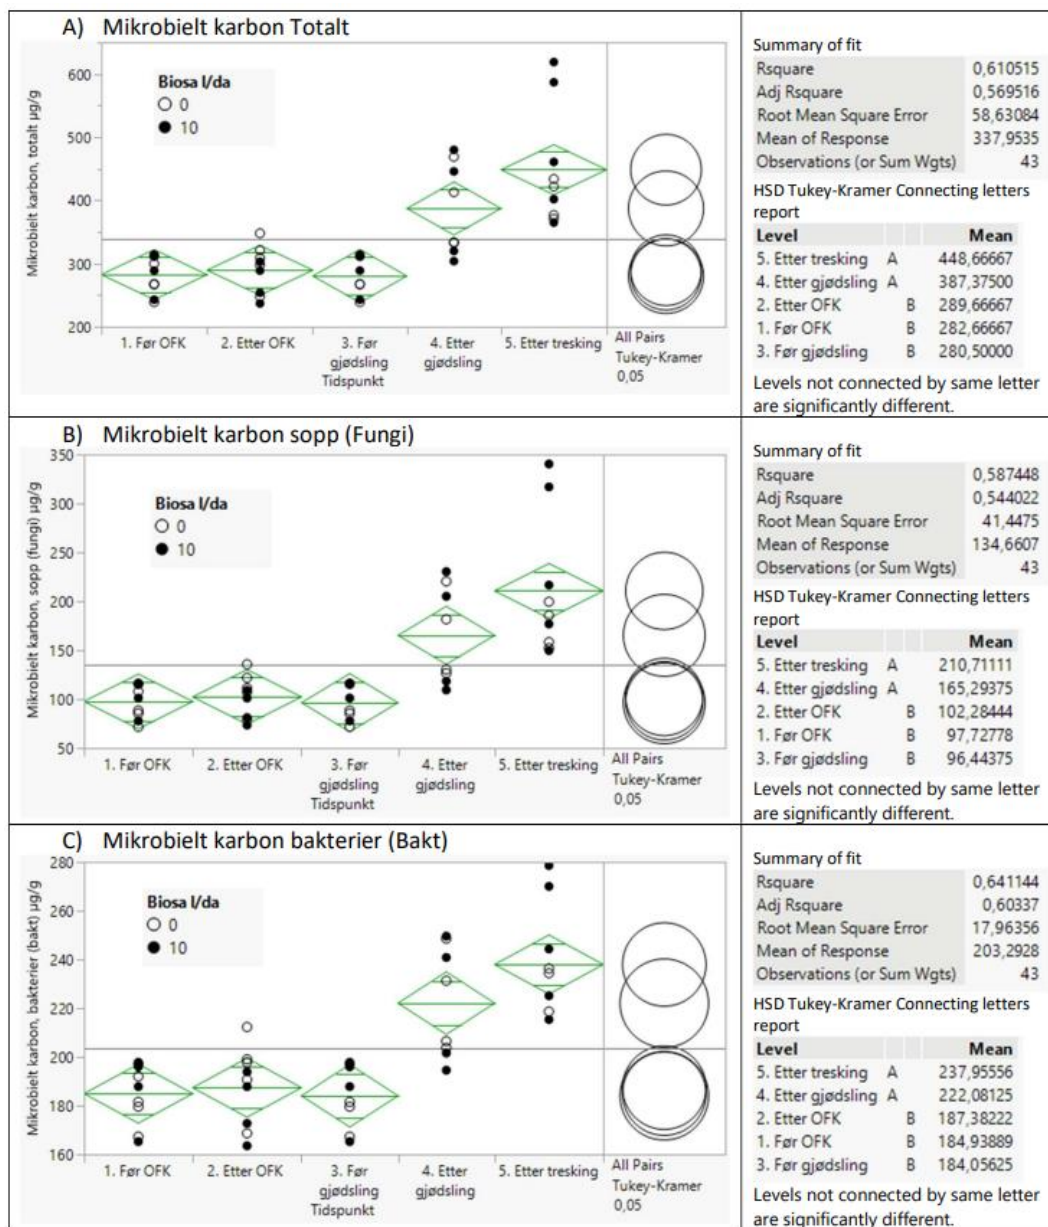 A) Mikrobielt karbon Totalt
Mikrobielt karbon, totalt µg/g
600
500
400
300
200
Biosa l/da
0
10
1. Før OFK
2. Etter OFK
3. Før
gjødsling
4. Etter
gjødsling
5. Etter tresking
Tidspunkt
All Pairs
Tukey-Kramer
0,05
Summary of fit
Rsquare 0,610515
Adj Rsquare 0,569516
Root Mean Square Error 58,63084
Mean of Response 337,9535
Observations (or Sum Wgts) 43
HSD Tukey-Kramer Connecting letters
report
Level Mean
5. Etter tresking A 448,66667
4. Etter gjødsling A 387,37500
2. Etter OFK B 289,66667
1. Før OFK B 282,66667
3. Før gjødsling B 280,50000
Levels not connected by same letter
are significantly different.
B) Mikrobielt karbon sopp (Fungi)
Mikrobielt karbon, sopp (fungi) µg/g
350
300
250
200
150
100
50
Biosa l/da
0
10
1. Før OFK
2. Etter OFK
3. Før
gjødsling
4. Etter
gjødsling
5. Etter tresking
Tidspunkt
All Pairs
Tukey-Kramer
0,05
Summary of fit
Rsquare 0,587448
Adj Rsquare 0,544022
Root Mean Square Error 41,4475
Mean of Response 134,6607
Observations (or Sum Wgts) 43
HSD Tukey-Kramer Connecting letters
report
Level Mean
5. Etter tresking A 210,71111
4. Etter gjødsling A 165,29375
2. Etter OFK B 102,28444
1. Før OFK B 97,72778
3. Før gjødsling B 96,44375
Levels not connected by same letter
are significantly different.
C) Mikrobielt karbon bakterier (Bakt)
Mikrobielt karbon, bakterier (bakt) µg/g
280
260
240
220
200
180
160
Biosa l/da
0
10
1. Før OFK
2. Etter OFK
3. Før
gjødsling
4. Etter
gjødsling
5. Etter tresking
Tidspunkt
All Pairs
Tukey-Kramer
0,05
Summary of fit
Rsquare 0,641144
Adj Rsquare 0,60337
Root Mean Square Error 17,96356
Mean of Response 203,2928
Observations (or Sum Wgts) 43
HSD Tukey-Kramer Connecting letters
report
Level Mean
5. Etter tresking A 237,95556
4. Etter gjødsling A 222,08125
2. Etter OFK B 187,38222
1. Før OFK B 184,93889
3. Før gjødsling B 184,05625
Levels not connected by same letter
are significantly different.